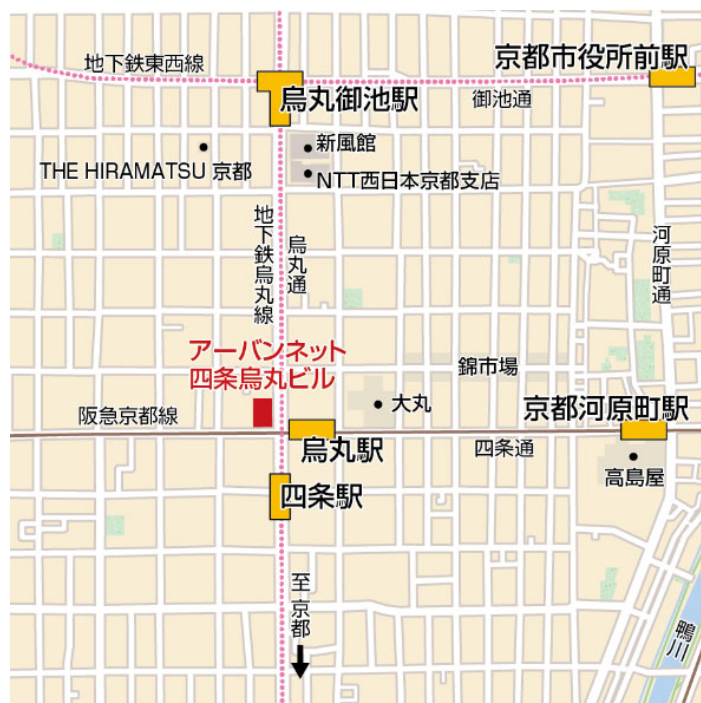 地下鉄東西線
京都市役所前駅
烏丸御池駅
御池通
新風館
THE HIRAMATSU 京都
NTT西日本京都支店
地下鉄烏丸線
烏丸通
河原町通
アーバンネット
四条烏丸ビル
錦市場
大丸
阪急京都線
京都河原町駅
烏丸駅
四条通
高島屋
四条駅
至京都
鴨川